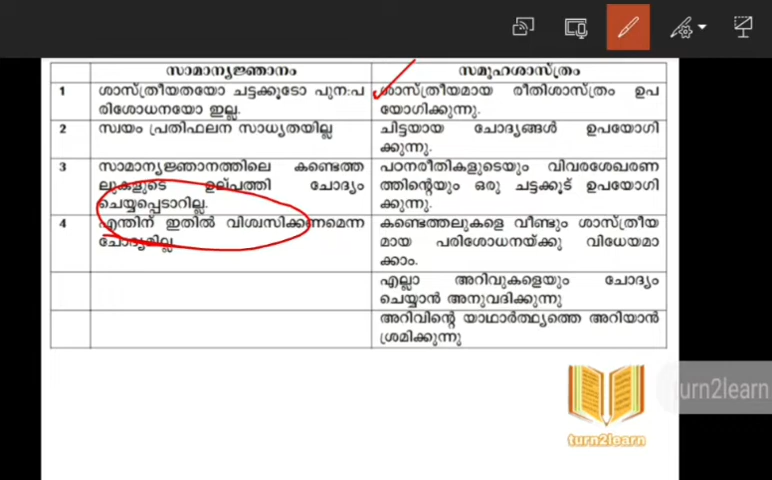 സാമാന്യജ്ഞാനം
സമൂഹശാസ്ത്രം
1
ശാസ്ത്രീയതയോ ചട്ടക്കൂടോ പുന:പ
രിശോധനയോ ഇല്ല.
ശാസ്ത്രീയമായ രീതിശാസ്ത്രം ഉപ
യോഗിക്കുന്നു.
2
സ്വയം പ്രതിഫലന സാധ്യതയില്ല
ചിട്ടയായ ചോദ്യങ്ങൾ ഉപയോഗി
ക്കുന്നു.
3
സാമാന്യജ്ഞാനത്തിലെ കണ്ടെത്ത
ലുകളുടെ ഉല്പത്തി ചോദ്യം
ചെയ്യപ്പെടാറില്ല.
പഠനരീതികളുടെയും വിവരശേഖരണ
ത്തിന്റെയും ഒരു ചട്ടക്കൂട് ഉപയോഗി
ക്കുന്നു.
4
എന്തിന് ഇതിൽ വിശ്വസിക്കണമെന്ന
ചോദ്യമില്ല
കണ്ടെത്തലുകളെ വീണ്ടും ശാസ്ത്രീയ
മായ പരിശോധനയ്ക്കു വിധേയമാ
ക്കാം.
എല്ലാ അറിവുകളെയും ചോദ്യം
ചെയ്യാൻ അനുവദിക്കുന്നു
അറിവിന്റെ യാഥാർത്ഥ്യത്തെ അറിയാൻ
ശ്രമിക്കുന്നു
turn2learn
turn2learn